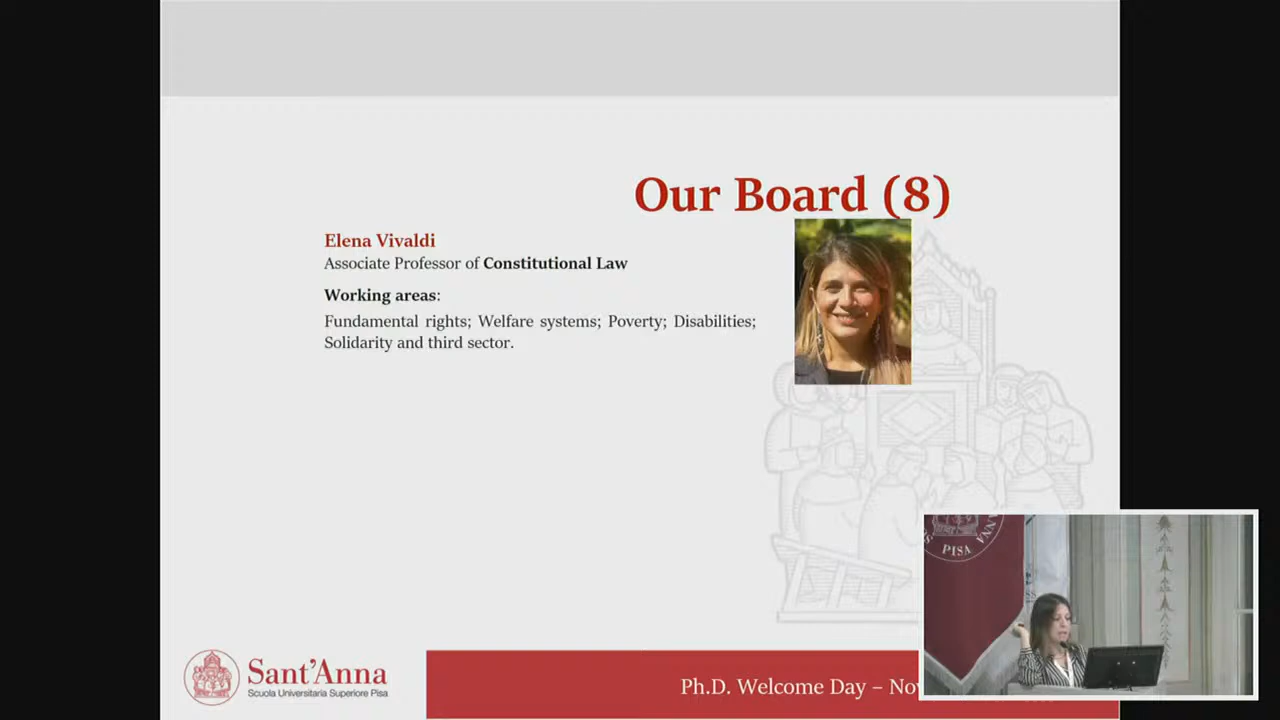 Our Board (8)
Elena Vivaldi
Associate Professor of Constitutional Law
Working areas:
Fundamental rights; Welfare systems; Poverty; Disabilities;
Solidarity and third sector.
PISA
Sant'Anna
Scuola Universitaria Superiore Pisa
Ph.D. Welcome Day –